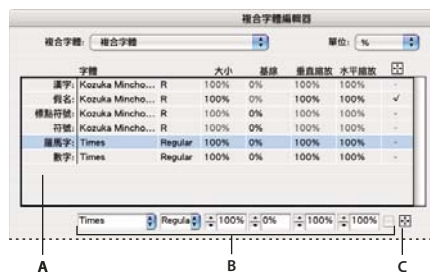 複合字體編輯器
複合字體: 複合字體 單位: %
字體 大小 基線 垂直縮放 水平縮放
漢字: Kozuka Mincho... R 100% 0% 100% 100% -
假名: Kozuka Mincho... R 100% 0% 100% 100% √
標點符號: Kozuka Mincho... R 100% 0% 100% 100% -
符號: Kozuka Mincho... R 100% 0% 100% 100% -
羅馬字: Times Regular 100% 0% 100% 100% -
數字: Times Regular 100% 0% 100% 100% -
Times Regula 100% 0% 100% 100%
A B C